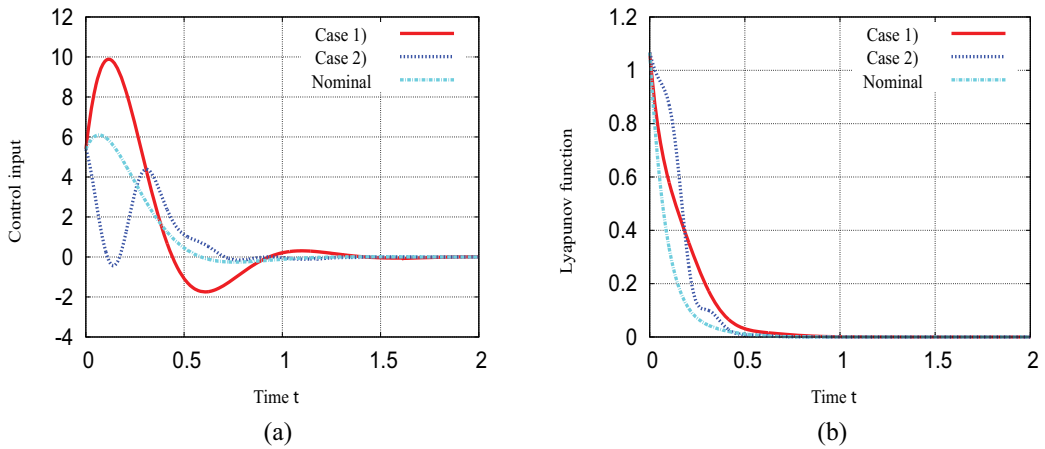 12
10
8
6
4
2
0
-2
-4
Control input
Case 1)
Case 2)
Nominal
0
0.5
1
1.5
2
Time t
(a)
1.2
1
0.8
0.6
0.4
0.2
0
Lyapunov function
Case 1)
Case 2)
Nominal
0
0.5
1
1.5
2
Time t
(b)